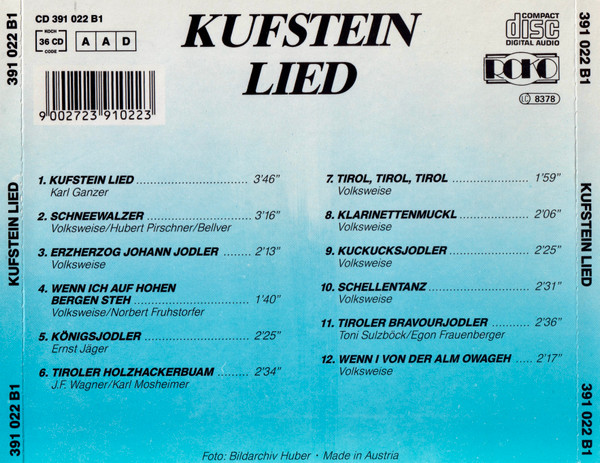 CD 391 022 B1
KOCH
36 CD
CODE
A A D
KUFSTEIN
LIED
COMPACT
disc
DIGITAL AUDIO
ROKO
LC 8378
9 002723 910223
391 022 B1
KUFSTEIN LIED
391 022 B1
1. KUFSTEIN LIED 3'46"
Karl Ganzer
2. SCHNEEWALZER 3'16"
Volksweise/Hubert Pirschner/Bellver
3. ERZHERZOG JOHANN JODLER 2'13"
Volksweise
4. WENN ICH AUF HOHEN
BERGEN STEH 1'40"
Volksweise/Norbert Fruhstorfer
5. KÖNIGSJODLER 2'25"
Ernst Jäger
6. TIROLER HOLZHACKERBUAM 2'34"
J.F. Wagner/Karl Mosheimer
7. TIROL, TIROL, TIROL 1'59"
Volksweise
8. KLARINETTENMUCKL 2'06"
Volksweise
9. KUCKUCKSJODLER 2'25"
Volksweise
10. SCHELLENTANZ 2'31"
Volksweise
11. TIROLER BRAVOURJODLER 2'36"
Toni Sulzböck/Egon Frauenberger
12. WENN I VON DER ALM OWAGEH 2'17"
Volksweise
391 022 B1
KUFSTEIN LIED
391 022 B1
Foto: Bildarchiv Huber · Made in Austria